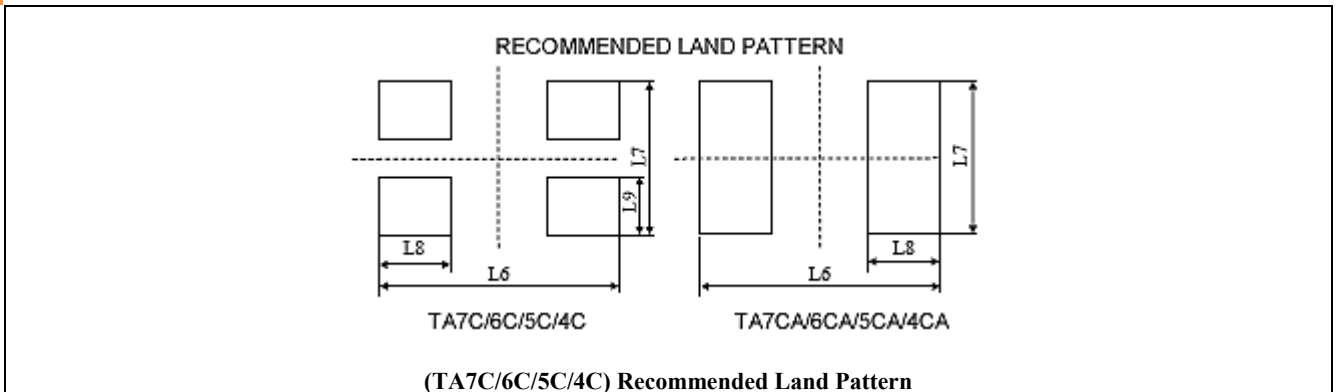 RECOMMENDED LAND PATTERN
L7
L9
L8
L6
L7
L8
L6
TA7C/6C/5C/4C
TA7CA/6CA/5CA/4CA
(TA7C/6C/5C/4C) Recommended Land Pattern